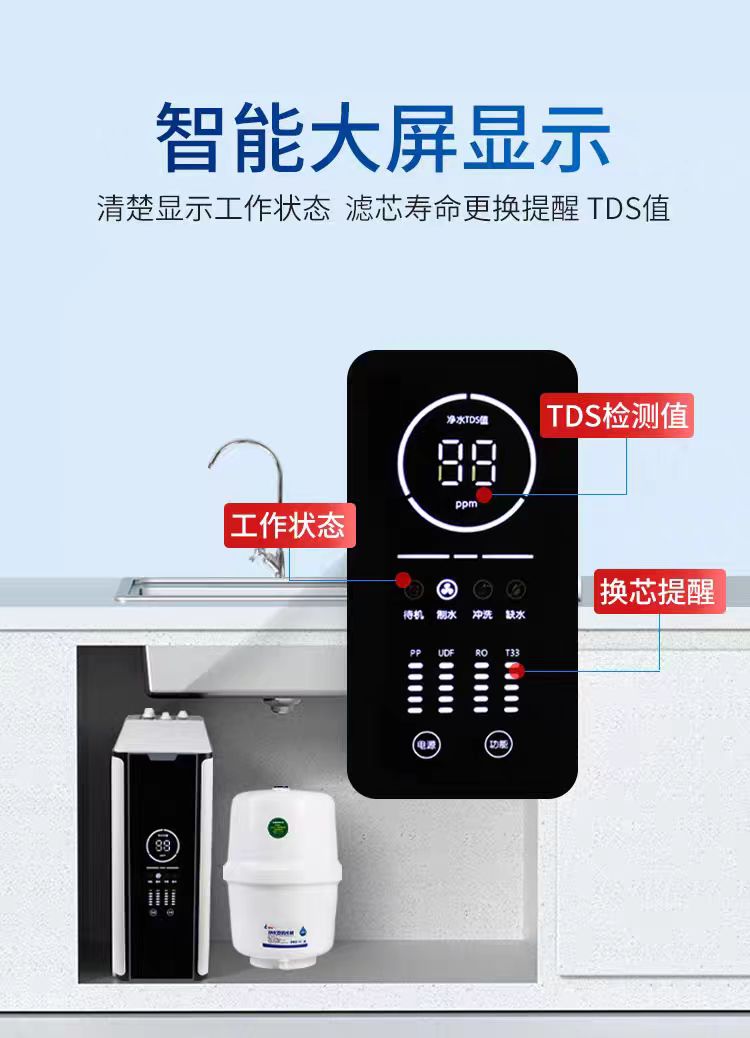 智能大屏显示
清楚显示工作状态 滤芯寿命更换提醒 TDS值
净水TDS值
TDS检测值
88
ppm
工作状态
换芯提醒
待机 制水 冲洗 缺水
PP UDF RO T33
电源 功能
88